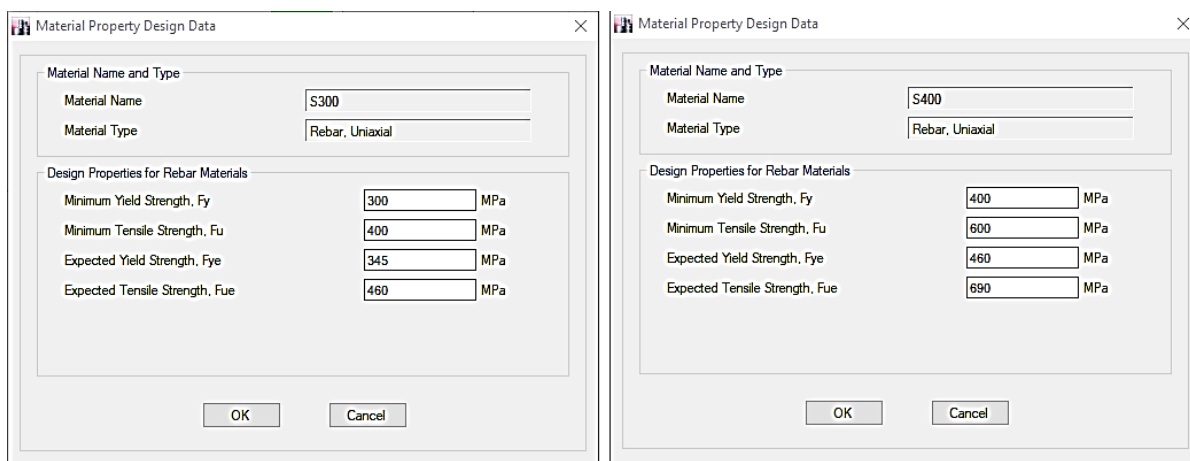 Material Property Design Data
Material Name and Type
Material Name S300
Material Type Rebar, Uniaxial
Design Properties for Rebar Materials
Minimum Yield Strength, Fy 300 MPa
Minimum Tensile Strength, Fu 400 MPa
Expected Yield Strength, Fye 345 MPa
Expected Tensile Strength, Fue 460 MPa
OK Cancel
Material Property Design Data
Material Name and Type
Material Name S400
Material Type Rebar, Uniaxial
Design Properties for Rebar Materials
Minimum Yield Strength, Fy 400 MPa
Minimum Tensile Strength, Fu 600 MPa
Expected Yield Strength, Fye 460 MPa
Expected Tensile Strength, Fue 690 MPa
OK Cancel